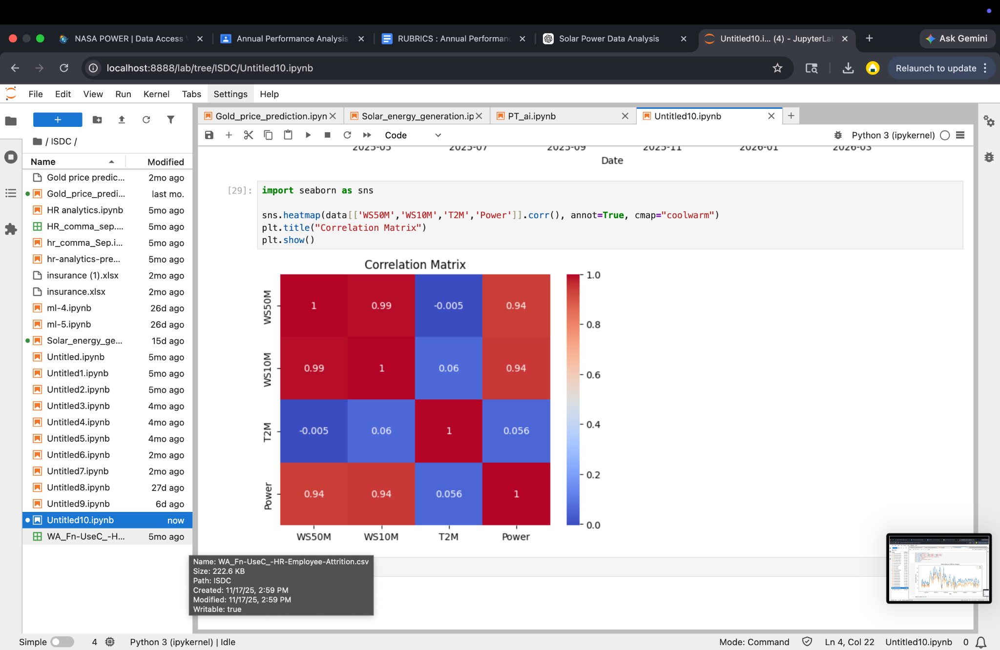 NASA POWER | Data Access
Annual Performance Analysis
RUBRICS : Annual Performan
Solar Power Data Analysis
Untitled10.i... (4) - JupyterLa
Ask Gemini
localhost:8888/lab/tree/ISDC/Untitled10.ipynb
Relaunch to update
File Edit View Run Kernel Tabs Settings Help
Gold_price_prediction.ipyn
Solar_energy_generation.ip
PT_ai.ipynb
Untitled10.ipynb
Code
Python 3 (ipykernel)
/ ISDC /
Name Modified
Gold price predic... 2mo ago
Gold_price_predi... last mo.
HR analytics.ipynb 5mo ago
HR_comma_sep.... 5mo ago
hr_comma_Sep.i... 5mo ago
hr-analytics-pre... 5mo ago
insurance (1).xlsx 2mo ago
insurance.xlsx 2mo ago
ml-4.ipynb 26d ago
ml-5.ipynb 26d ago
Solar_energy_ge... 15d ago
Untitled.ipynb 5mo ago
Untitled1.ipynb 5mo ago
Untitled2.ipynb 5mo ago
Untitled3.ipynb 4mo ago
Untitled4.ipynb 4mo ago
Untitled5.ipynb 4mo ago
Untitled6.ipynb 2mo ago
Untitled7.ipynb 2mo ago
Untitled8.ipynb 27d ago
Untitled9.ipynb 6d ago
Untitled10.ipynb now
WA_Fn-UseC_-H... 5mo ago
2025-05 2025-07 2025-09 2025-11 2026-01 2026-03
Date
[29]:
import seaborn as sns
sns.heatmap(data[['WS50M','WS10M','T2M','Power']].corr(), annot=True, cmap="coolwarm")
plt.title("Correlation Matrix")
plt.show()
Correlation Matrix
WS50M 1 0.99 -0.005 0.94
WS10M 0.99 1 0.06 0.94
T2M -0.005 0.06 1 0.056
Power 0.94 0.94 0.056 1
WS50M WS10M T2M Power
1.0
0.8
0.6
0.4
0.2
0.0
Name: WA_Fn-UseC_-HR-Employee-Attrition.csv
Size: 222.6 KB
Path: ISDC
Created: 11/17/25, 2:59 PM
Modified: 11/17/25, 2:59 PM
Writable: true
Simple 4 Python 3 (ipykernel) | Idle Mode: Command Ln 4, Col 22 Untitled10.ipynb 0